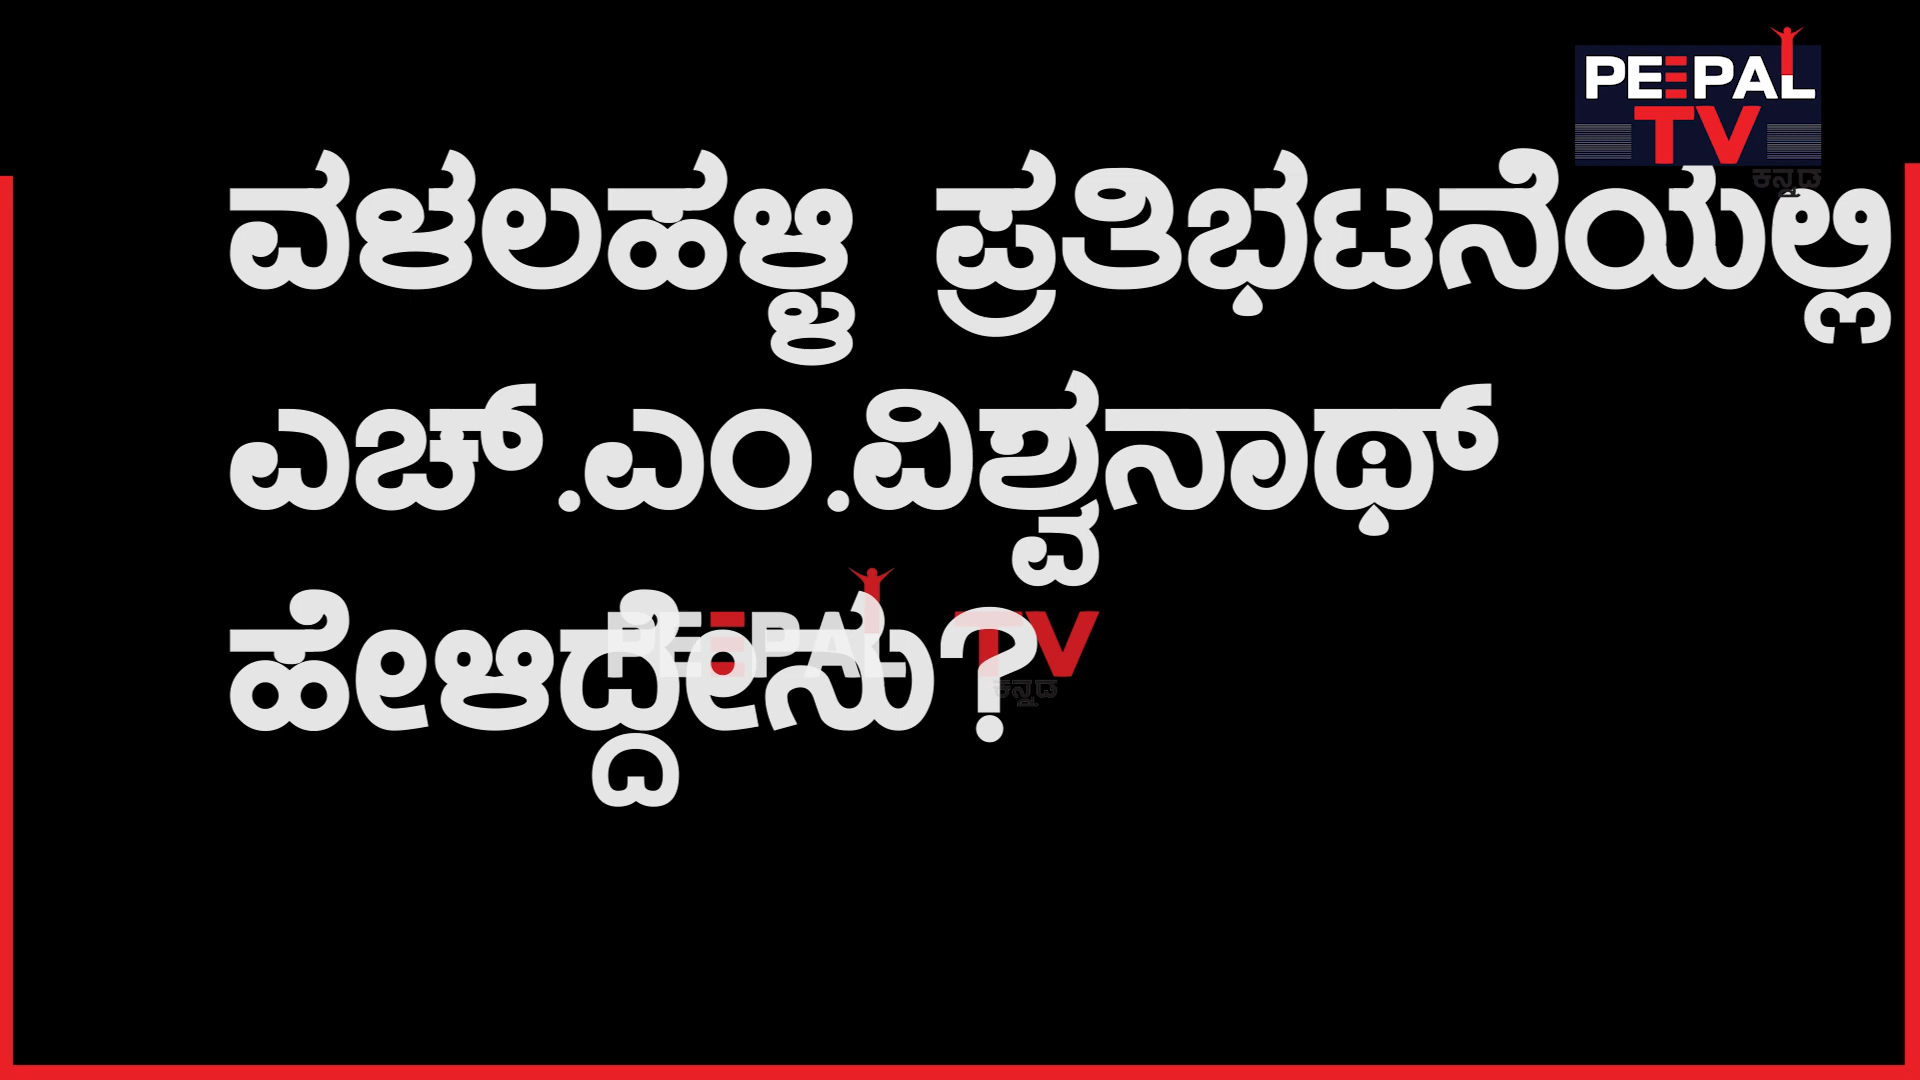 PEEPAL
TV
ಕನ್ನಡ
ವಳಲಹಳ್ಳಿ ಪ್ರತಿಭಟನೆಯಲ್ಲಿ
ಎಚ್.ಎಂ.ವಿಶ್ವನಾಥ್
ಹೇಳಿದ್ದೇನು?
PEEPAL TV
ಕನ್ನಡ